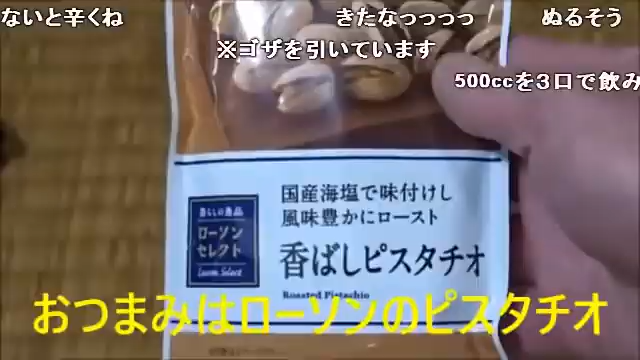 ないと辛くね
きたなっっっっ
ぬるそう
※ゴザを引いています
500ccを3口で飲み
国産海塩で味付けし
風味豊かにロースト
香ばしピスタチオ
Roasted Pistachio
暮らしの逸品
ローソン
セレクト
Lawson Select
おつまみはローソンのピスタチオ